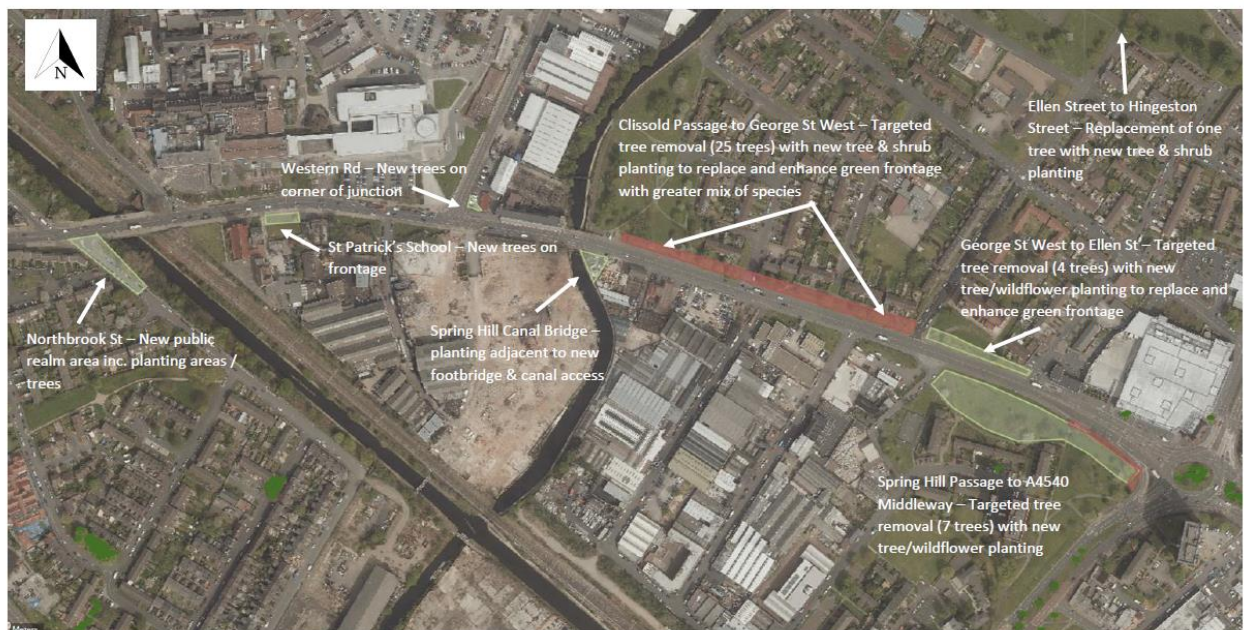 N
Ellen Street to Hingeston
Street – Replacement of one
tree with new tree & shrub
planting
Clissold Passage to George St West – Targeted
tree removal (25 trees) with new tree & shrub
planting to replace and enhance green frontage
with greater mix of species
Western Rd – New trees on
corner of junction
St Patrick's School – New trees on
frontage
George St West to Ellen St – Targeted
tree removal (4 trees) with new
tree/wildflower planting to replace and
enhance green frontage
Northbrook St – New public
realm area inc. planting areas /
trees
Spring Hill Canal Bridge –
planting adjacent to new
footbridge & canal access
Spring Hill Passage to A4540
Middleway – Targeted tree
removal (7 trees) with new
tree/wildflower planting